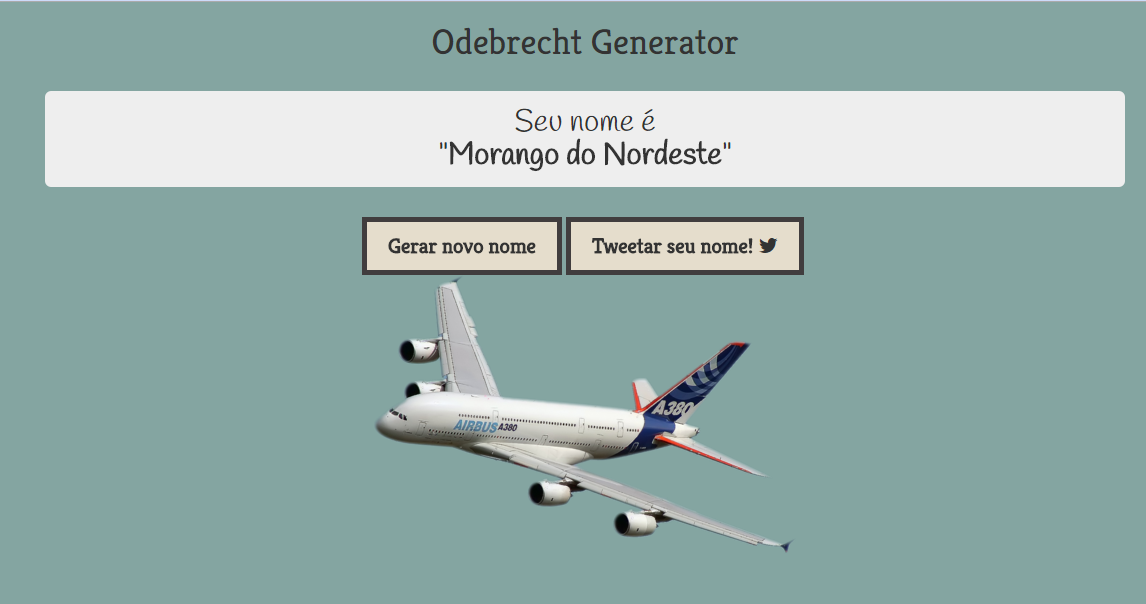 Odebrecht Generator
Seu nome é
"Morango do Nordeste"
Gerar novo nome
Tweetar seu nome!
A380
AIRBUS A380